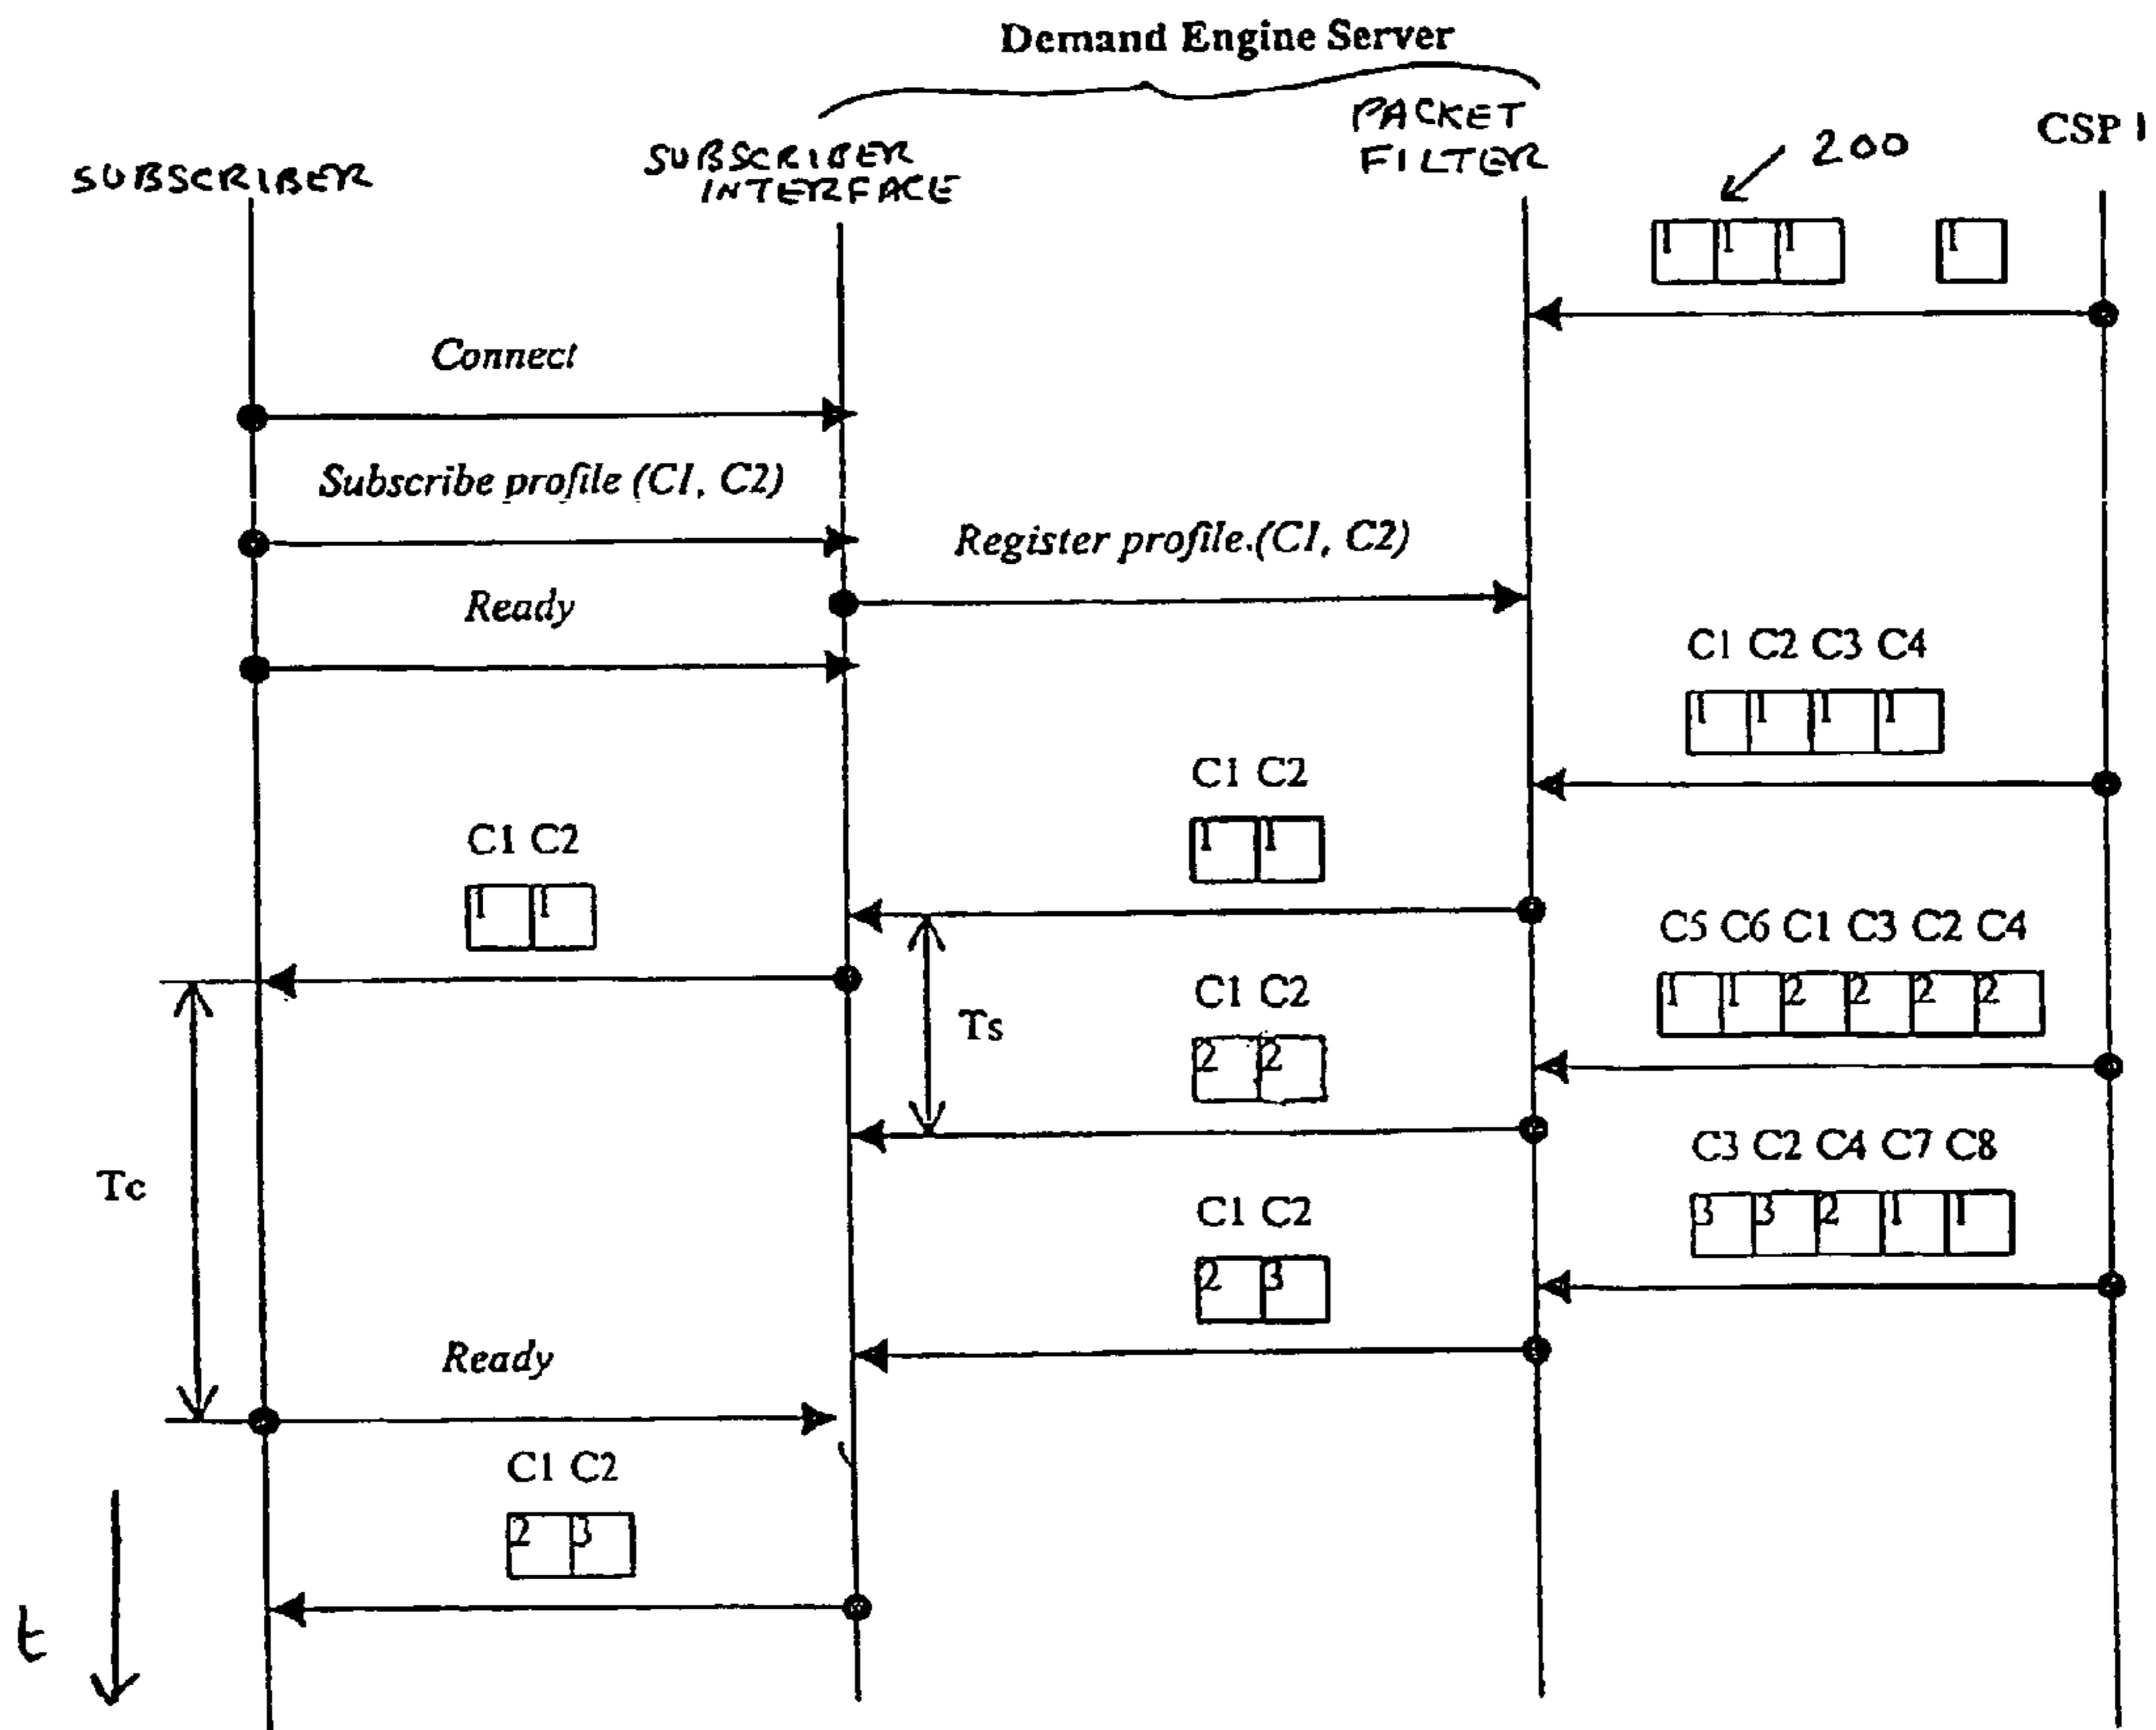 Demand Engine Server
SUBSCRIBER
SUBSCRIBER
INTERFACE
PACKET
FILTER
200
CSP 1
1 1 1 1
Connect
Subscribe profile (C1, C2)
Register profile.(C1, C2)
Ready
C1 C2 C3 C4
1 1 1 1
C1 C2
1 1
C1 C2
1 1
C5 C6 C1 C3 C2 C4
1 1 2 2 2 2
C1 C2
2 2
Ts
Tc
C3 C2 C4 C7 C8
3 3 2 1 1
C1 C2
2 3
Ready
C1 C2
2 3
t